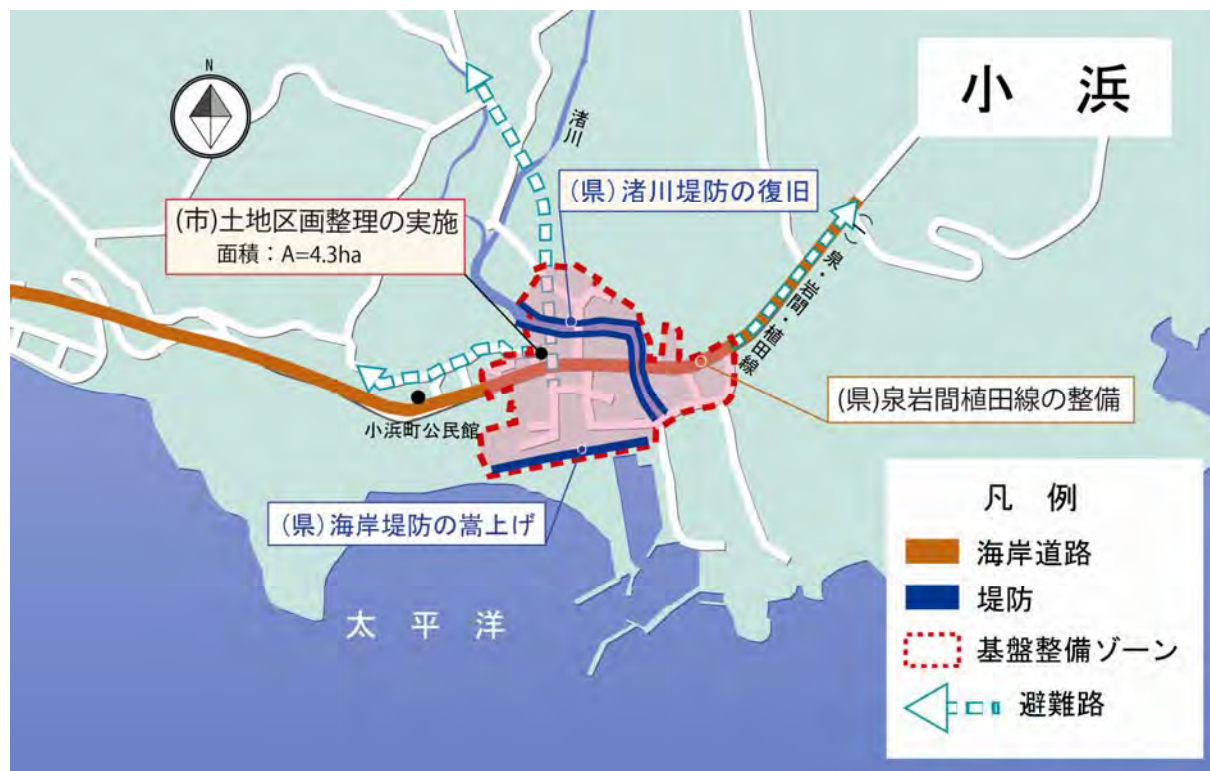 小 浜
N
渚川
(県)渚川堤防の復旧
(市)土地区画整理の実施
面積：A=4.3ha
(一)泉・岩間・植田線
(県)泉岩間植田線の整備
小浜町公民館
(県)海岸堤防の嵩上げ
太 平 洋
凡 例
海岸道路
堤防
基盤整備ゾーン
避難路